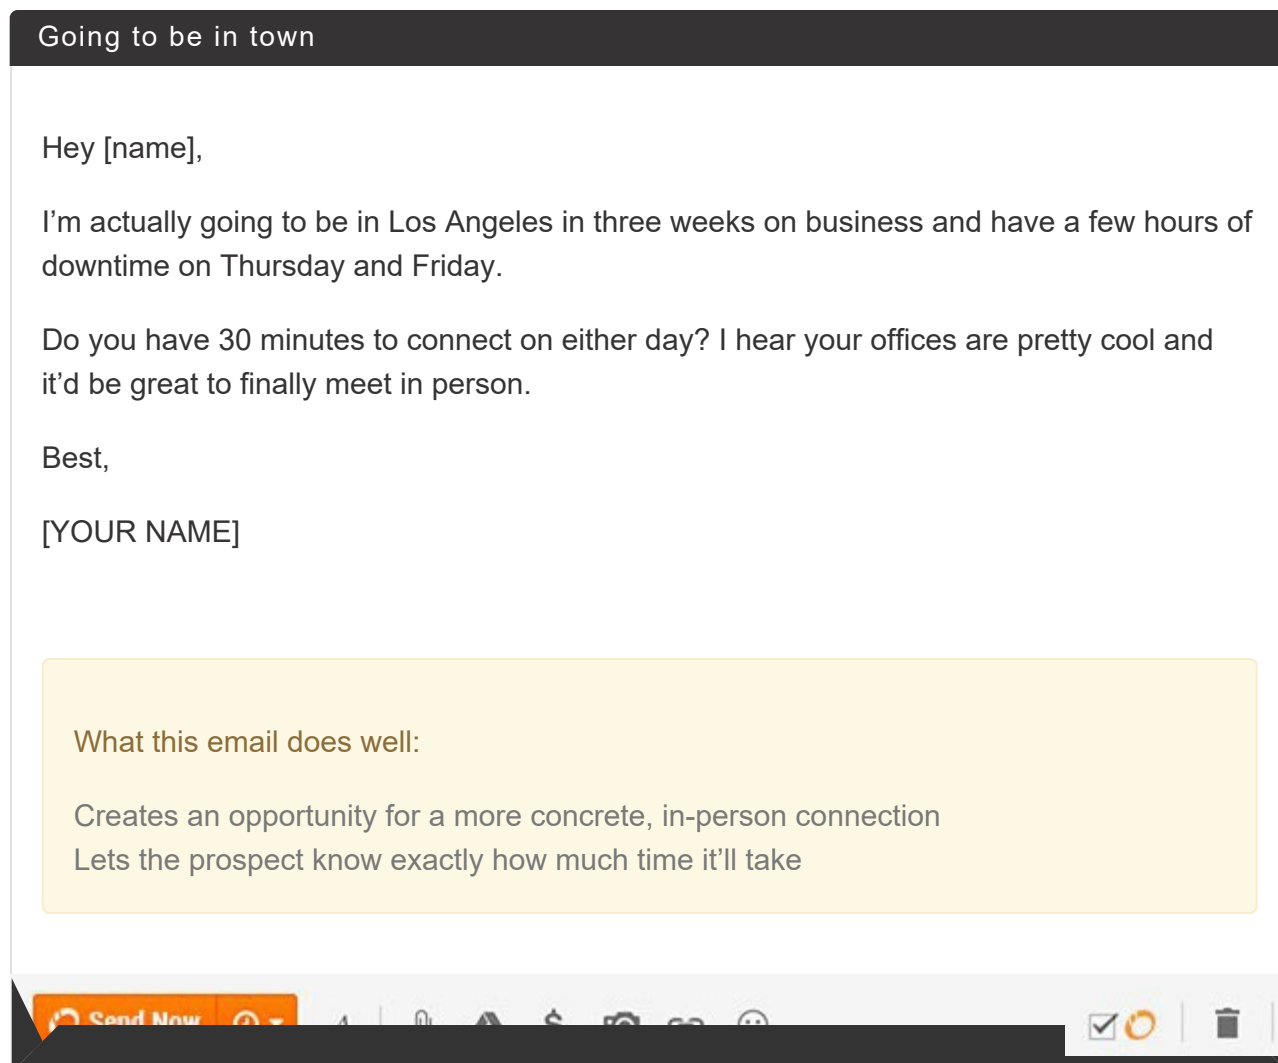 Going to be in town
Hey [name],
I’m actually going to be in Los Angeles in three weeks on business and have a few hours of
downtime on Thursday and Friday.
Do you have 30 minutes to connect on either day? I hear your offices are pretty cool and
it’d be great to finally meet in person.
Best,
[YOUR NAME]
What this email does well:
Creates an opportunity for a more concrete, in-person connection
Lets the prospect know exactly how much time it’ll take
Send Now